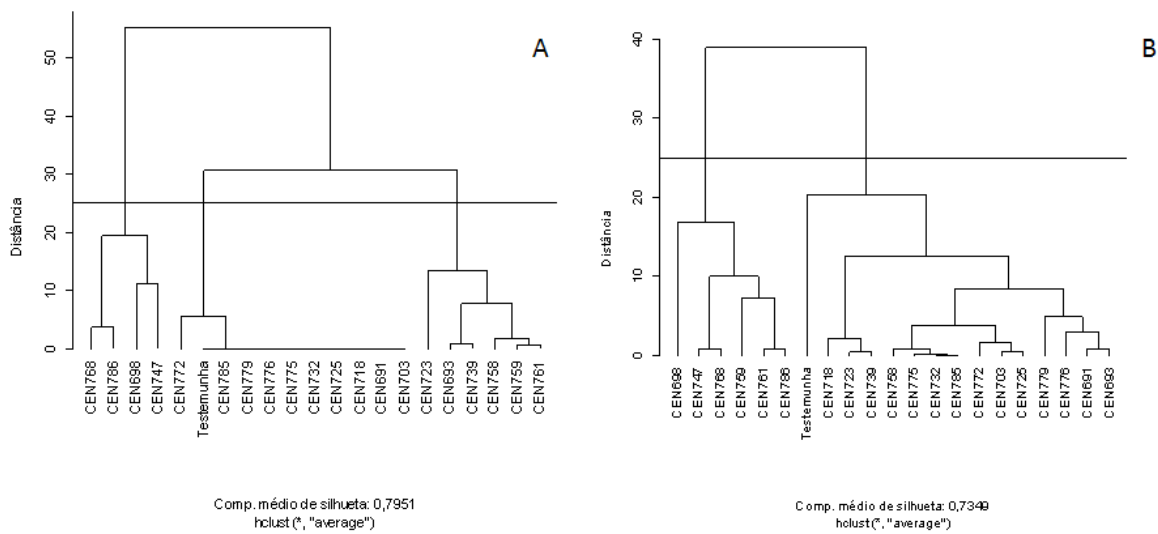 A
Distância
50
40
30
20
10
0
CEN768
CEN786
CEN698
CEN747
CEN772
Testemunha
CEN785
CEN779
CEN776
CEN775
CEN732
CEN725
CEN718
CEN691
CEN703
CEN723
CEN693
CEN739
CEN758
CEN759
CEN761
Comp. médio de silhueta: 0,7951
hclust (*, "average")
B
Distância
40
30
20
10
0
CEN698
CEN747
CEN768
CEN759
CEN761
CEN786
Testemunha
CEN718
CEN723
CEN739
CEN758
CEN775
CEN732
CEN785
CEN772
CEN703
CEN725
CEN779
CEN776
CEN691
CEN693
Comp. médio de silhueta: 0,7349
hclust (*, "average")